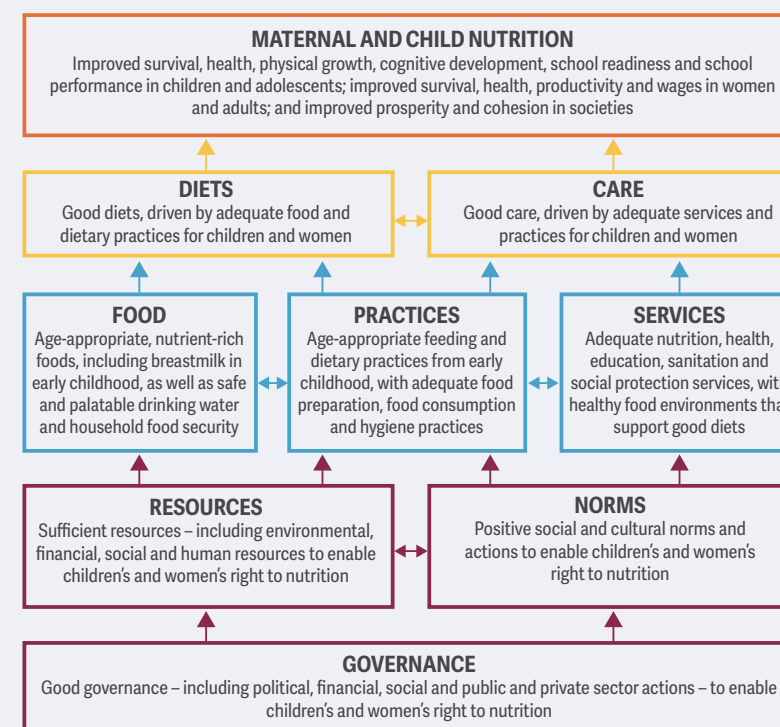 MATERNAL AND CHILD NUTRITION
Improved survival, health, physical growth, cognitive development, school readiness and school
performance in children and adolescents; improved survival, health, productivity and wages in women
and adults; and improved prosperity and cohesion in societies
DIETS
Good diets, driven by adequate food and
dietary practices for children and women
CARE
Good care, driven by adequate services and
practices for children and women
FOOD
Age-appropriate, nutrient-rich
foods, including breastmilk in
early childhood, as well as safe
and palatable drinking water
and household food security
PRACTICES
Age-appropriate feeding and
dietary practices from early
childhood, with adequate food
preparation, food consumption
and hygiene practices
SERVICES
Adequate nutrition, health,
education, sanitation and
social protection services,
healthy food environments
support good diets
RESOURCES
Sufficient resources – including environmental,
financial, social and human resources to enable
children's and women's right to nutrition
NORMS
Positive social and cultural norms and
actions to enable children's and women's
right to nutrition
GOVERNANCE
Good governance – including political, financial, social and public and private sector actions – to enable
children's and women's right to nutrition